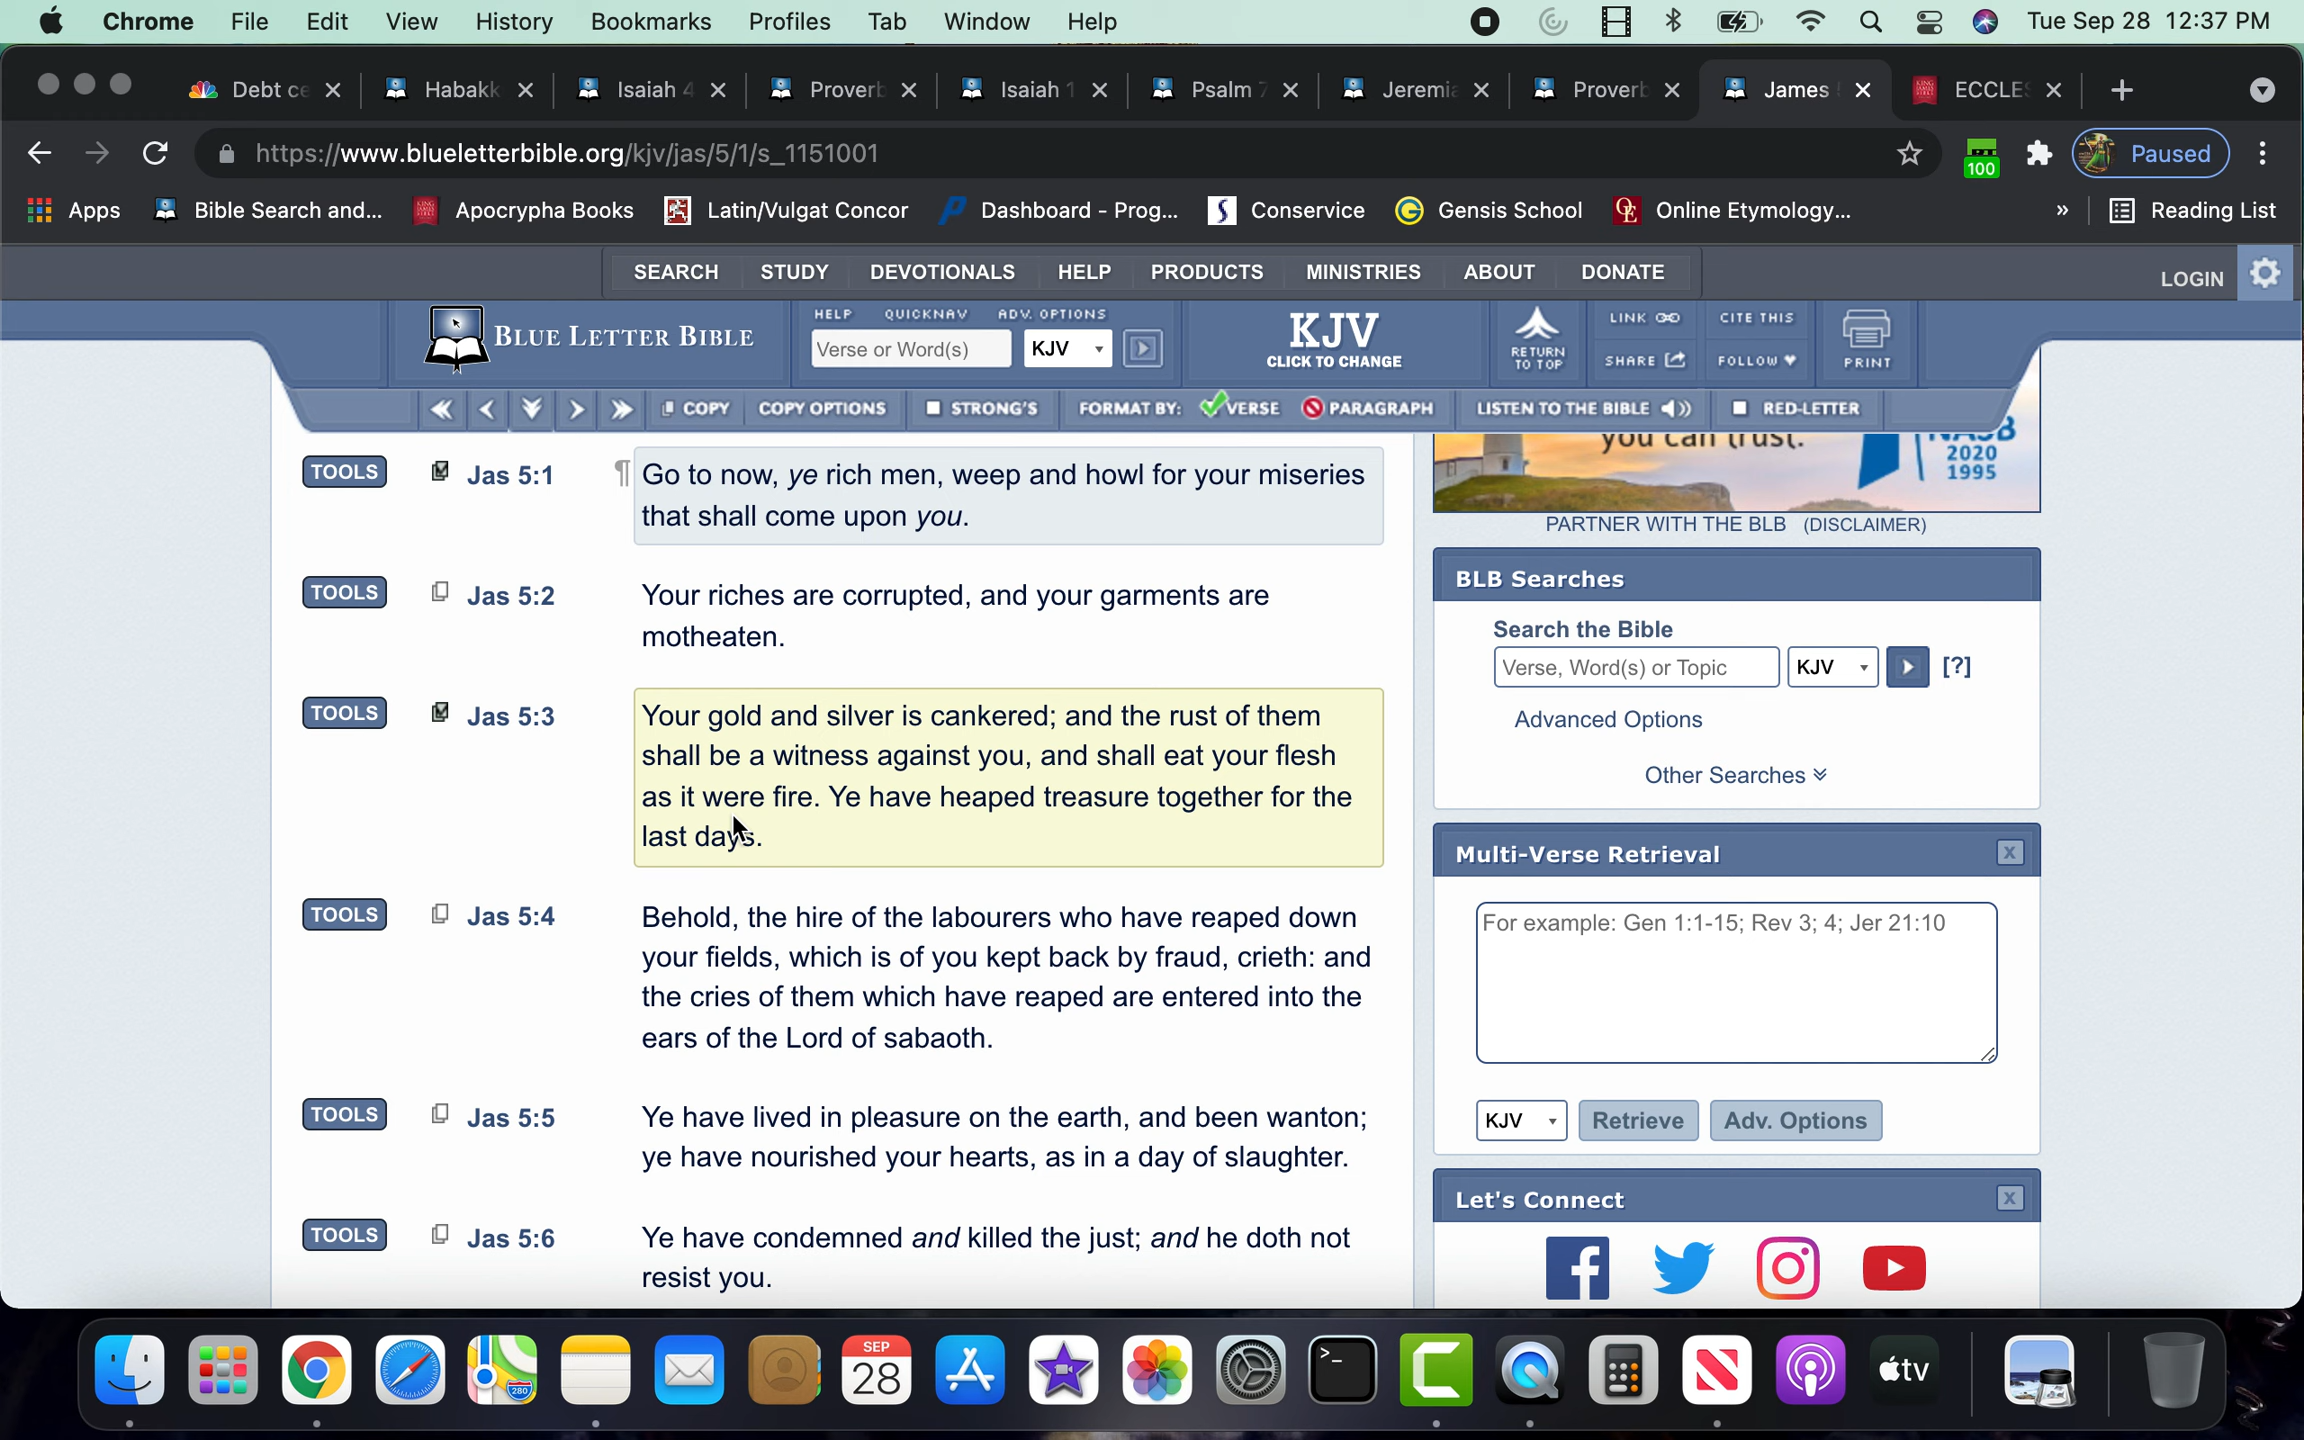 Chrome File Edit View History Bookmarks Profiles Tab Window Help Tue Sep 28 12:37 PM
Debt ce Habakk Isaiah 4 Proverb Isaiah 1 Psalm 7 Jeremia Proverb James ECCLES
https://www.blueletterbible.org/kjv/jas/5/1/s_1151001 100 Paused
Apps Bible Search and... Apocrypha Books Latin/Vulgat Concor Dashboard - Prog... Conservice Gensis School Online Etymology... » Reading List
SEARCH STUDY DEVOTIONALS HELP PRODUCTS MINISTRIES ABOUT DONATE LOGIN
BLUE LETTER BIBLE
HELP QUICKNAV ADV. OPTIONS
Verse or Word(s) KJV
KJV
CLICK TO CHANGE
RETURN
TO TOP
LINK CITE THIS
SHARE FOLLOW
PRINT
COPY COPY OPTIONS STRONG'S FORMAT BY: VERSE PARAGRAPH LISTEN TO THE BIBLE RED-LETTER
TOOLS Jas 5:1 ¶ Go to now, ye rich men, weep and howl for your miseries
that shall come upon you.
TOOLS Jas 5:2 Your riches are corrupted, and your garments are
motheaten.
TOOLS Jas 5:3 Your gold and silver is cankered; and the rust of them
shall be a witness against you, and shall eat your flesh
as it were fire. Ye have heaped treasure together for the
last days.
TOOLS Jas 5:4 Behold, the hire of the labourers who have reaped down
your fields, which is of you kept back by fraud, crieth: and
the cries of them which have reaped are entered into the
ears of the Lord of sabaoth.
TOOLS Jas 5:5 Ye have lived in pleasure on the earth, and been wanton;
ye have nourished your hearts, as in a day of slaughter.
TOOLS Jas 5:6 Ye have condemned and killed the just; and he doth not
resist you.
you can trust.
NASB
2020
1995
PARTNER WITH THE BLB (DISCLAIMER)
BLB Searches
Search the Bible
Verse, Word(s) or Topic KJV [?]
Advanced Options
Other Searches
Multi-Verse Retrieval x
For example: Gen 1:1-15; Rev 3; 4; Jer 21:10
KJV Retrieve Adv. Options
Let's Connect x
280
SEP
28
tv